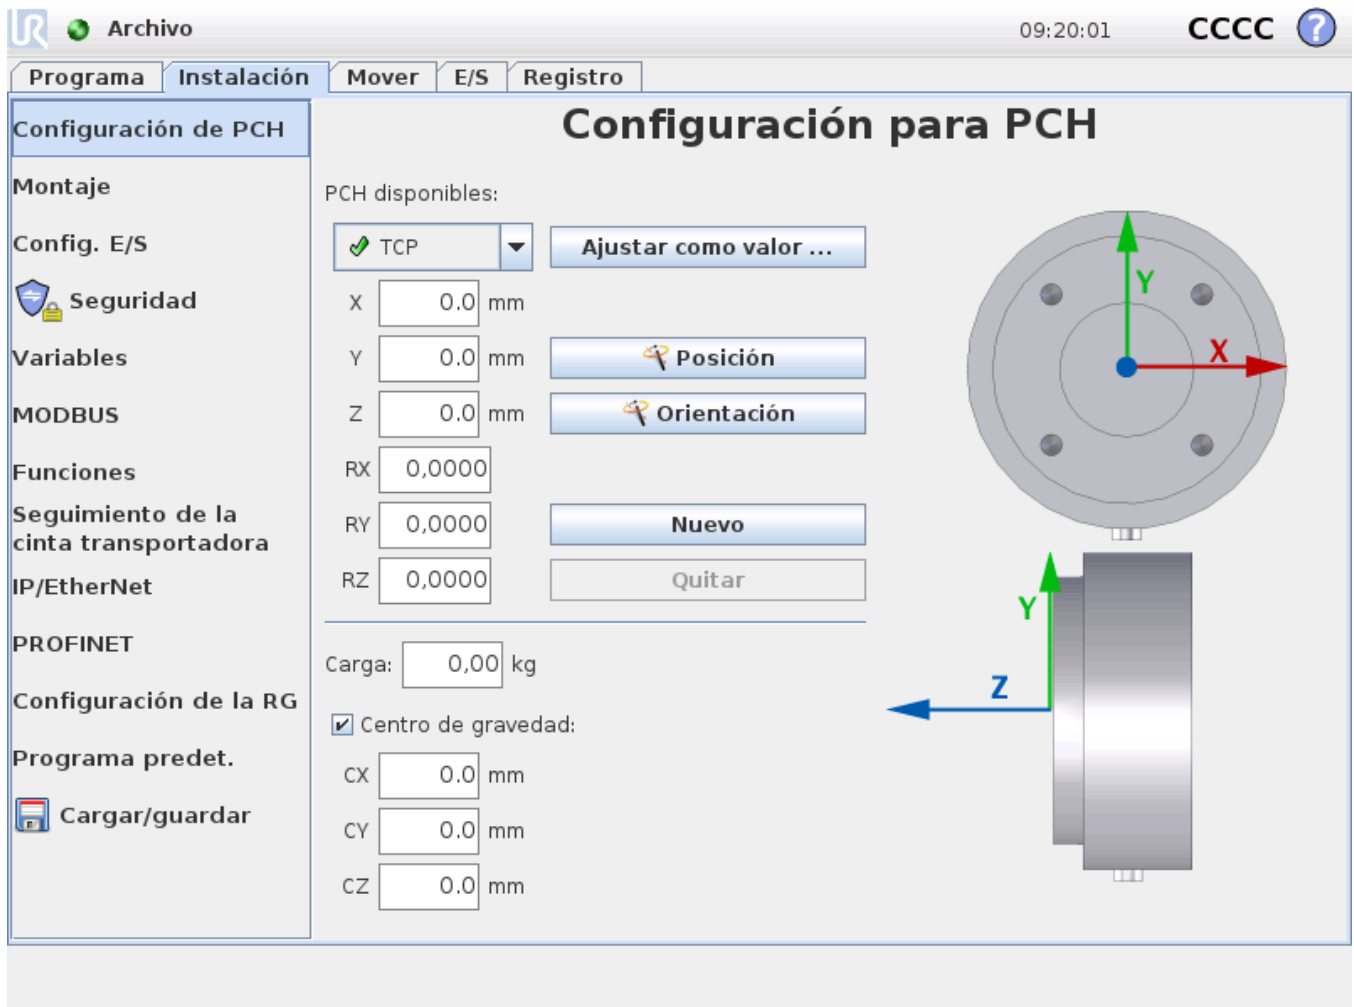 UR Archivo 09:20:01 CCCC ?
Programa Instalación Mover E/S Registro
Configuración de PCH
Montaje
Config. E/S
Seguridad
Variables
MODBUS
Funciones
Seguimiento de la
cinta transportadora
IP/EtherNet
PROFINET
Configuración de la RG
Programa predet.
Cargar/guardar
Configuración para PCH
PCH disponibles:
TCP Ajustar como valor ...
X 0.0 mm
Y 0.0 mm Posición
Z 0.0 mm Orientación
RX 0,0000
RY 0,0000 Nuevo
RZ 0,0000 Quitar
Carga: 0,00 kg
Centro de gravedad:
CX 0.0 mm
CY 0.0 mm
CZ 0.0 mm
Y
X
Y
Z